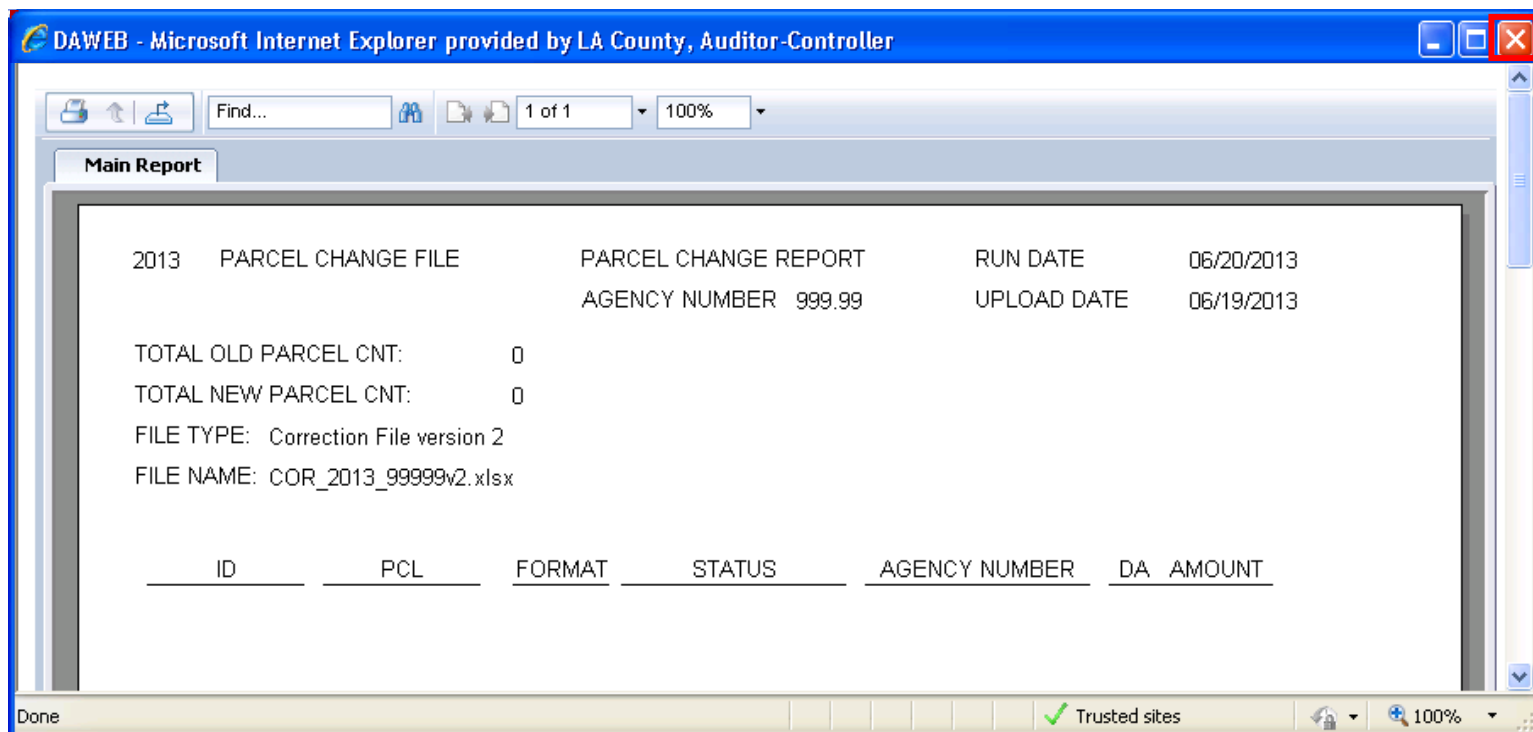 DAWEB - Microsoft Internet Explorer provided by LA County, Auditor-Controller
Find... 1 of 1 100%
Main Report
2013 PARCEL CHANGE FILE PARCEL CHANGE REPORT RUN DATE 06/20/2013
AGENCY NUMBER 999.99 UPLOAD DATE 06/19/2013
TOTAL OLD PARCEL CNT: 0
TOTAL NEW PARCEL CNT: 0
FILE TYPE: Correction File version 2
FILE NAME: COR_2013_99999v2.xlsx
ID PCL FORMAT STATUS AGENCY NUMBER DA AMOUNT
Done Trusted sites 100%